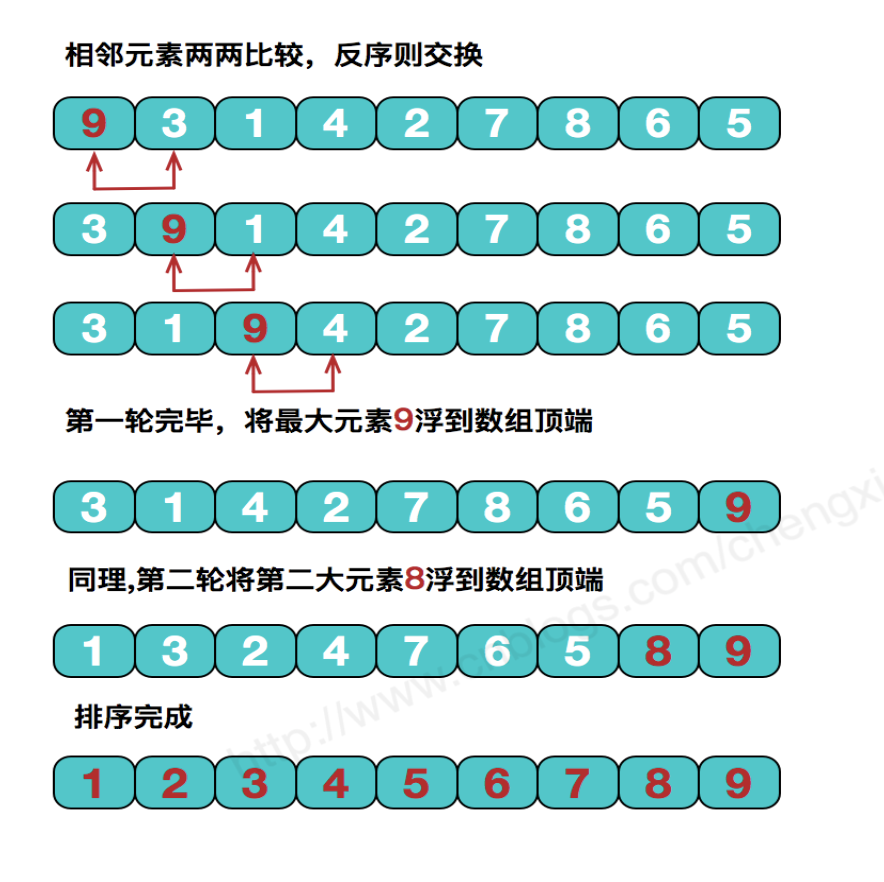 相邻元素两两比较，反序则交换
9 3 1 4 2 7 8 6 5
3 9 1 4 2 7 8 6 5
3 1 9 4 2 7 8 6 5
第一轮完毕，将最大元素9浮到数组顶端
3 1 4 2 7 8 6 5 9
同理,第二轮将第二大元素8浮到数组顶端
1 3 2 4 7 6 5 8 9
排序完成
1 2 3 4 5 6 7 8 9
http://www.cnblogs.com/chengxi